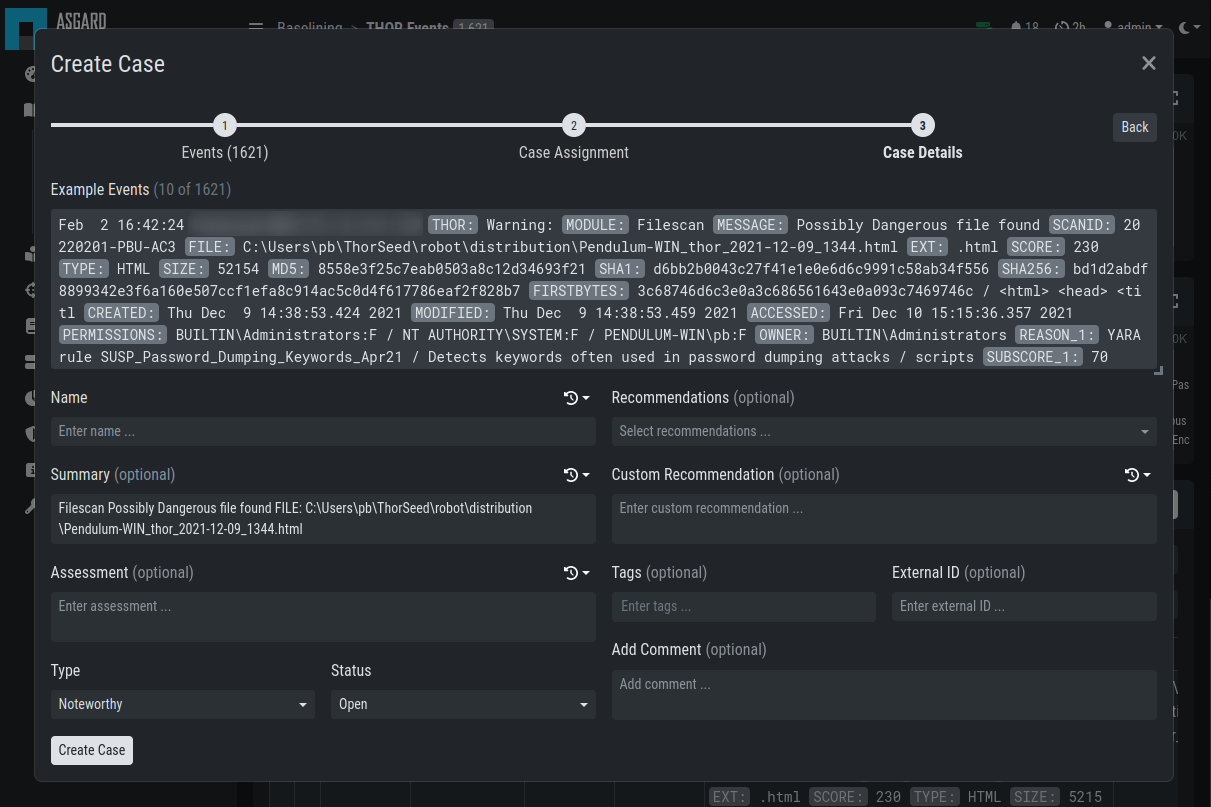 ASGARD
Baselining > THOR Events 1,621
18 2h admin
Create Case ×
1 2 3 Back
Events (1621) Case Assignment Case Details
Example Events (10 of 1621)
Feb 2 16:42:24 THOR: Warning: MODULE: Filescan MESSAGE: Possibly Dangerous file found SCANID: 20
220201-PBU-AC3 FILE: C:\Users\pb\ThorSeed\robot\distribution\Pendulum-WIN_thor_2021-12-09_1344.html EXT: .html SCORE: 230
TYPE: HTML SIZE: 52154 MD5: 8558e3f25c7eab0503a8c12d34693f21 SHA1: d6bb2b0043c27f41e1e0e6d6c9991c58ab34f556 SHA256: bd1d2abdf
8899342e3f6a160e507ccf1efa8c914ac5c0d4f617786eaf2f828b7 FIRSTBYTES: 3c68746d6c3e0a3c686561643e0a093c7469746c / <html> <head> <ti
tl CREATED: Thu Dec 9 14:38:53.424 2021 MODIFIED: Thu Dec 9 14:38:53.459 2021 ACCESSED: Fri Dec 10 15:15:36.357 2021
PERMISSIONS: BUILTIN\Administrators:F / NT AUTHORITY\SYSTEM:F / PENDULUM-WIN\pb:F OWNER: BUILTIN\Administrators REASON_1: YARA
rule SUSP_Password_Dumping_Keywords_Apr21 / Detects keywords often used in password dumping attacks / scripts SUBSCORE_1: 70
Name
Enter name ...
Recommendations (optional)
Select recommendations ...
Summary (optional)
Filescan Possibly Dangerous file found FILE: C:\Users\pb\ThorSeed\robot\distribution
\Pendulum-WIN_thor_2021-12-09_1344.html
Custom Recommendation (optional)
Enter custom recommendation ...
Assessment (optional)
Enter assessment ...
Tags (optional)
Enter tags ...
External ID (optional)
Enter external ID ...
Type
Noteworthy
Status
Open
Add Comment (optional)
Add comment ...
Create Case
EXT: .html SCORE: 230 TYPE: HTML SIZE: 5215